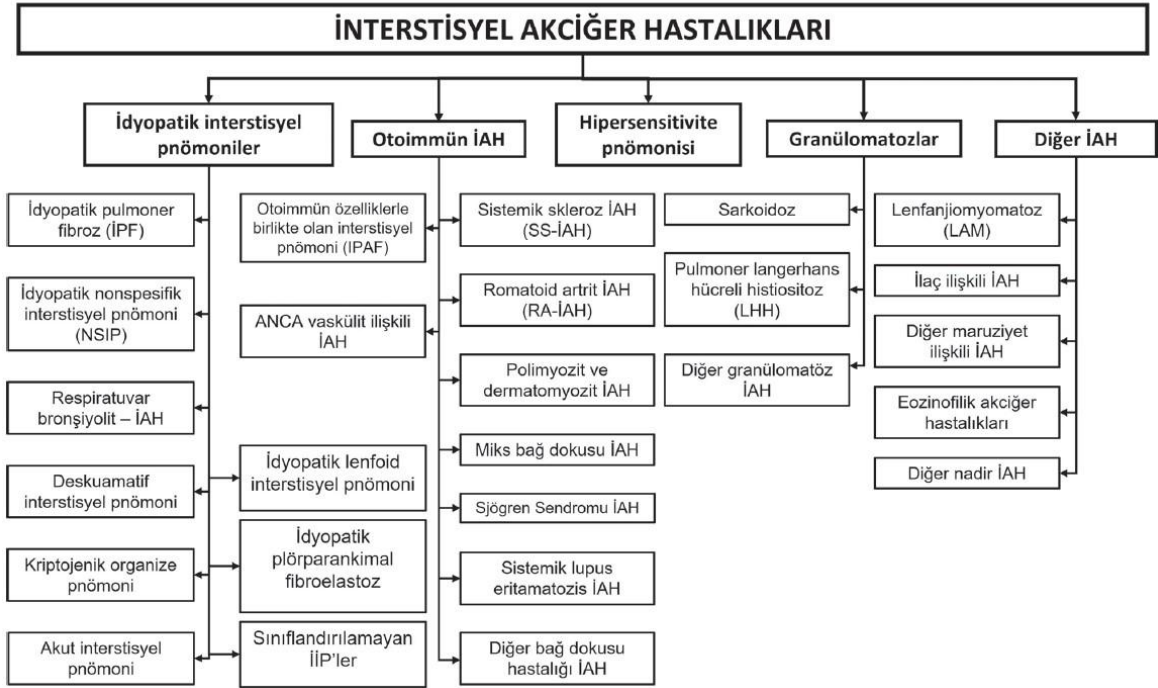 İNTERSTİSYEL AKCİĞER HASTALIKLARI
İdyopatik interstisyel
pnömoniler
Otoimmün İAH
Hipersensitivite
pnömonisi
Granülomatozlar
Diğer İAH
İdyopatik pulmoner
fibroz (İPF)
İdyopatik nonspesifik
interstisyel pnömoni
(NSIP)
Respiratuvar
bronşiyolit – İAH
Deskuamatif
interstisyel pnömoni
Kriptojenik organize
pnömoni
Akut interstisyel
pnömoni
İdyopatik lenfoid
interstisyel pnömoni
İdyopatik
plörparankimal
fibroelastoz
Sınıflandırılamayan
İİP'ler
Otoimmün özelliklerle
birlikte olan interstisyel
pnömoni (IPAF)
ANCA vaskülit ilişkili
İAH
Sistemik skleroz İAH
(SS-İAH)
Romatoid artrit İAH
(RA-İAH)
Polimyozit ve
dermatomyozit İAH
Miks bağ dokusu İAH
Sjögren Sendromu İAH
Sistemik lupus
eritamatozis İAH
Diğer bağ dokusu
hastalığı İAH
Sarkoidoz
Pulmoner langerhans
hücreli histiositoz
(LHH)
Diğer granülomatöz
İAH
Lenfanjiomyomatoz
(LAM)
İlaç ilişkili İAH
Diğer maruziyet
ilişkili İAH
Eozinofilik akciğer
hastalıkları
Diğer nadir İAH